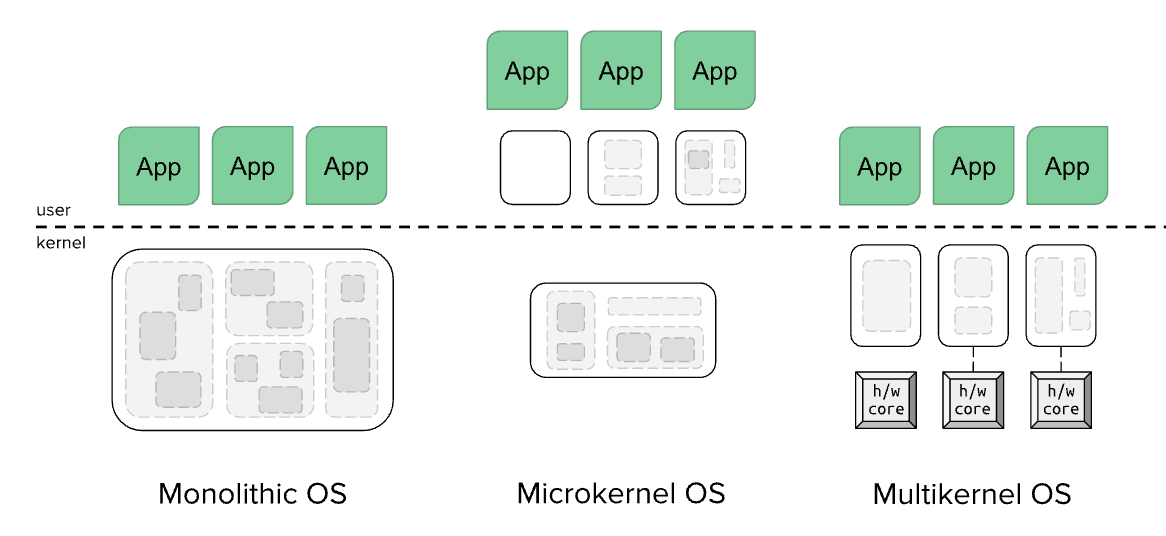 App App App
App App App
App App App
user
kernel
h/w
core
h/w
core
h/w
core
Monolithic OS
Microkernel OS
Multikernel OS